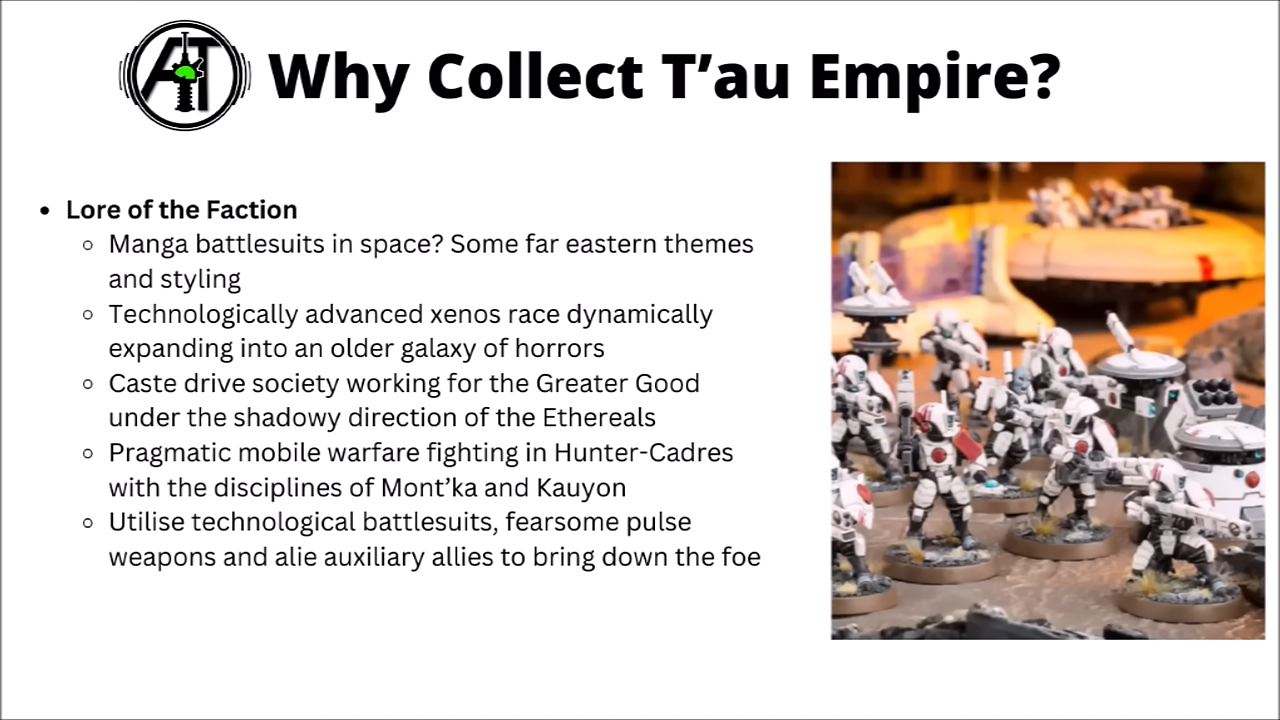 AT
Why Collect T’au Empire?
• Lore of the Faction
○ Manga battlesuits in space? Some far eastern themes
and styling
○ Technologically advanced xenos race dynamically
expanding into an older galaxy of horrors
○ Caste drive society working for the Greater Good
under the shadowy direction of the Ethereals
○ Pragmatic mobile warfare fighting in Hunter-Cadres
with the disciplines of Mont’ka and Kauyon
○ Utilise technological battlesuits, fearsome pulse
weapons and alie auxiliary allies to bring down the foe